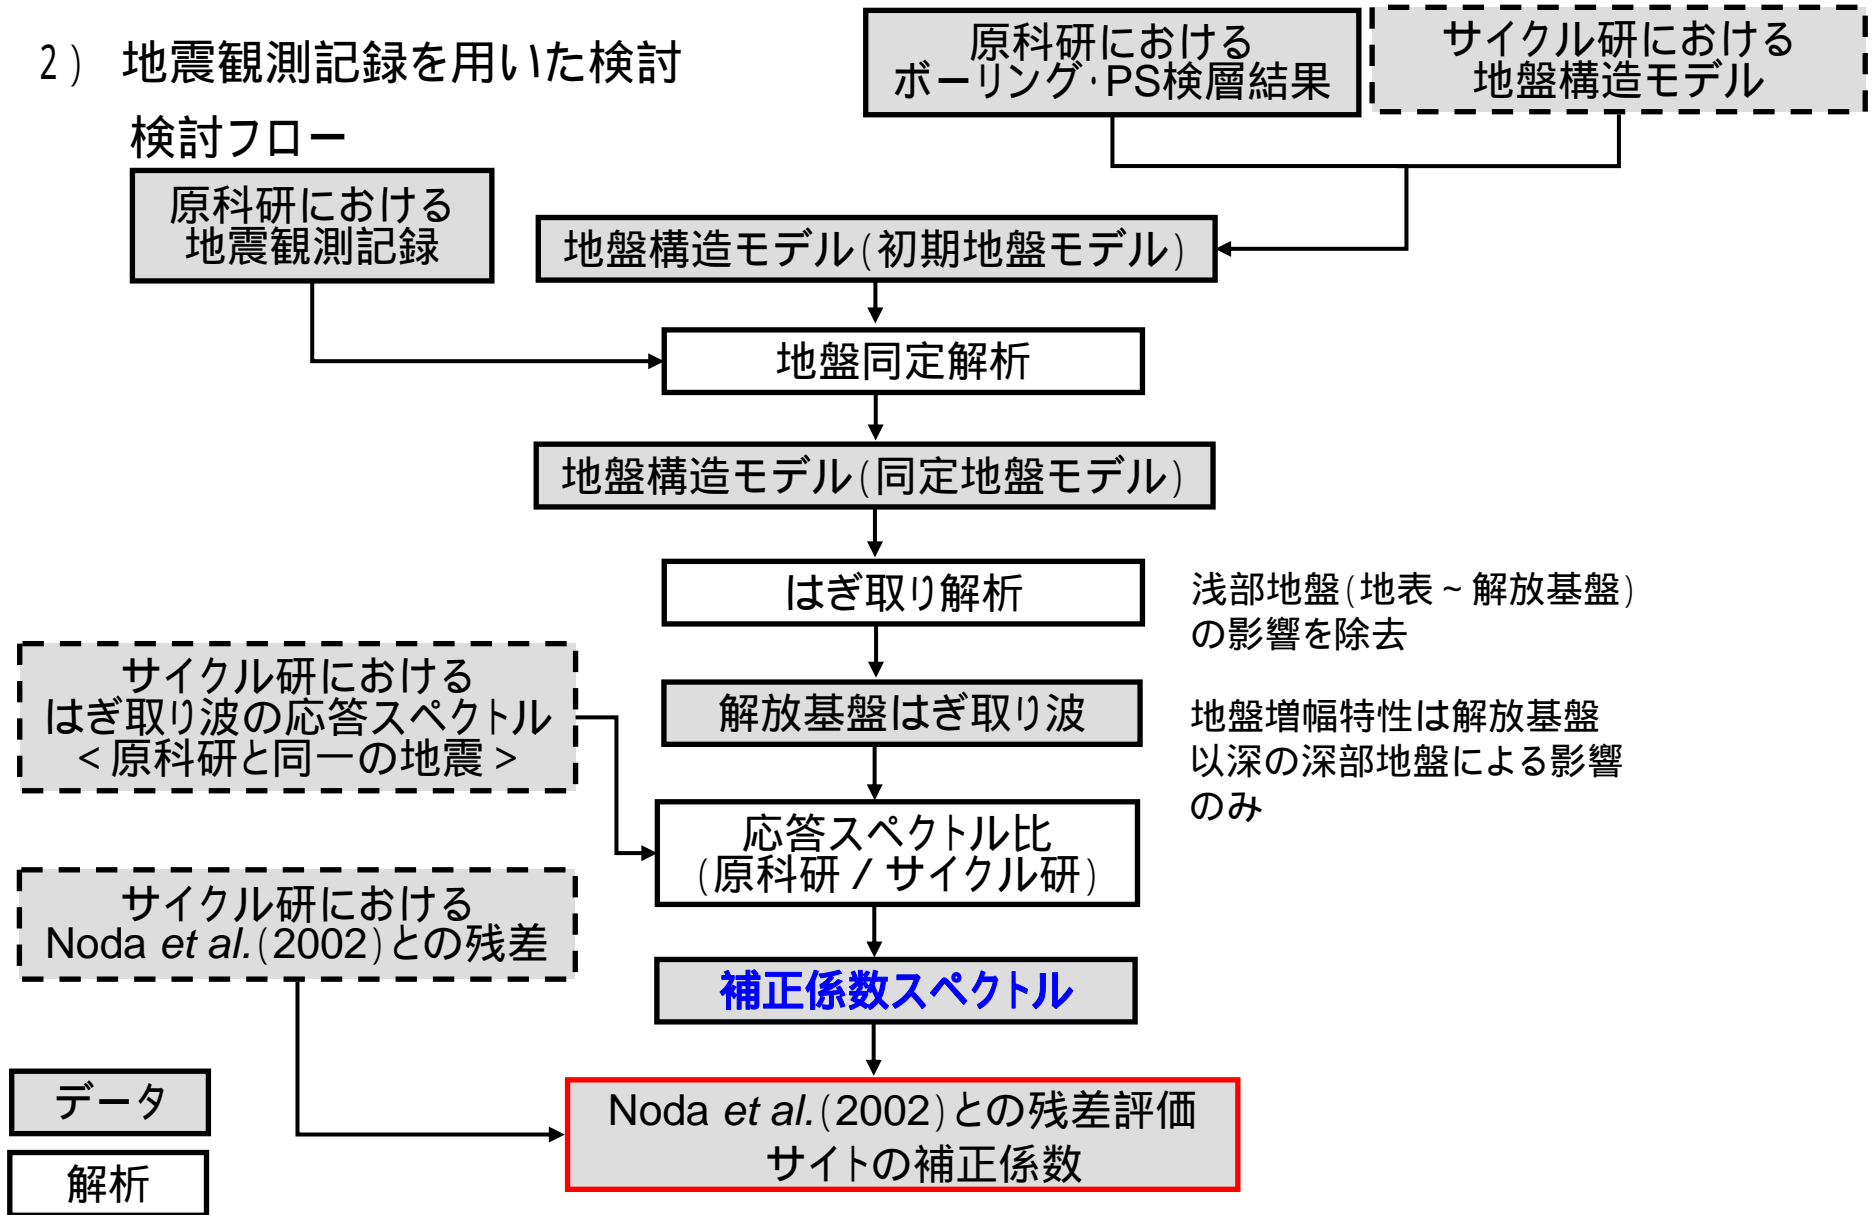 2) 地震観測記録を用いた検討
検討フロー
原科研における
ボーリング・PS検層結果
サイクル研における
地盤構造モデル
原科研における
地震観測記録
地盤構造モデル(初期地盤モデル)
地盤同定解析
地盤構造モデル(同定地盤モデル)
はぎ取り解析
浅部地盤(地表~解放基盤)
の影響を除去
サイクル研における
はぎ取り波の応答スペクトル
<原科研と同一の地震>
解放基盤はぎ取り波
地盤増幅特性は解放基盤
以深の深部地盤による影響
のみ
応答スペクトル比
(原科研/サイクル研)
サイクル研における
Noda et al.(2002)との残差
補正係数スペクトル
Noda et al.(2002)との残差評価
サイトの補正係数
データ
解析